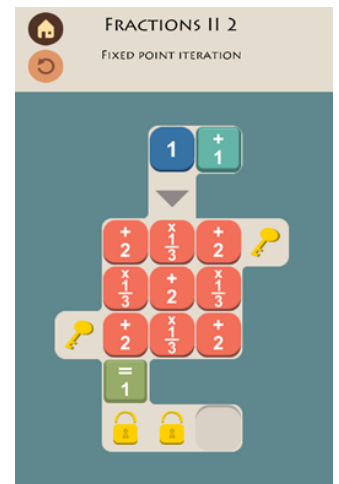 FRACTIONS II 2
FIXED POINT ITERATION
1 + 1
+ 2 × 1/3 + 2
× 1/3 + 2 × 1/3
+ 2 × 1/3 + 2
= 1